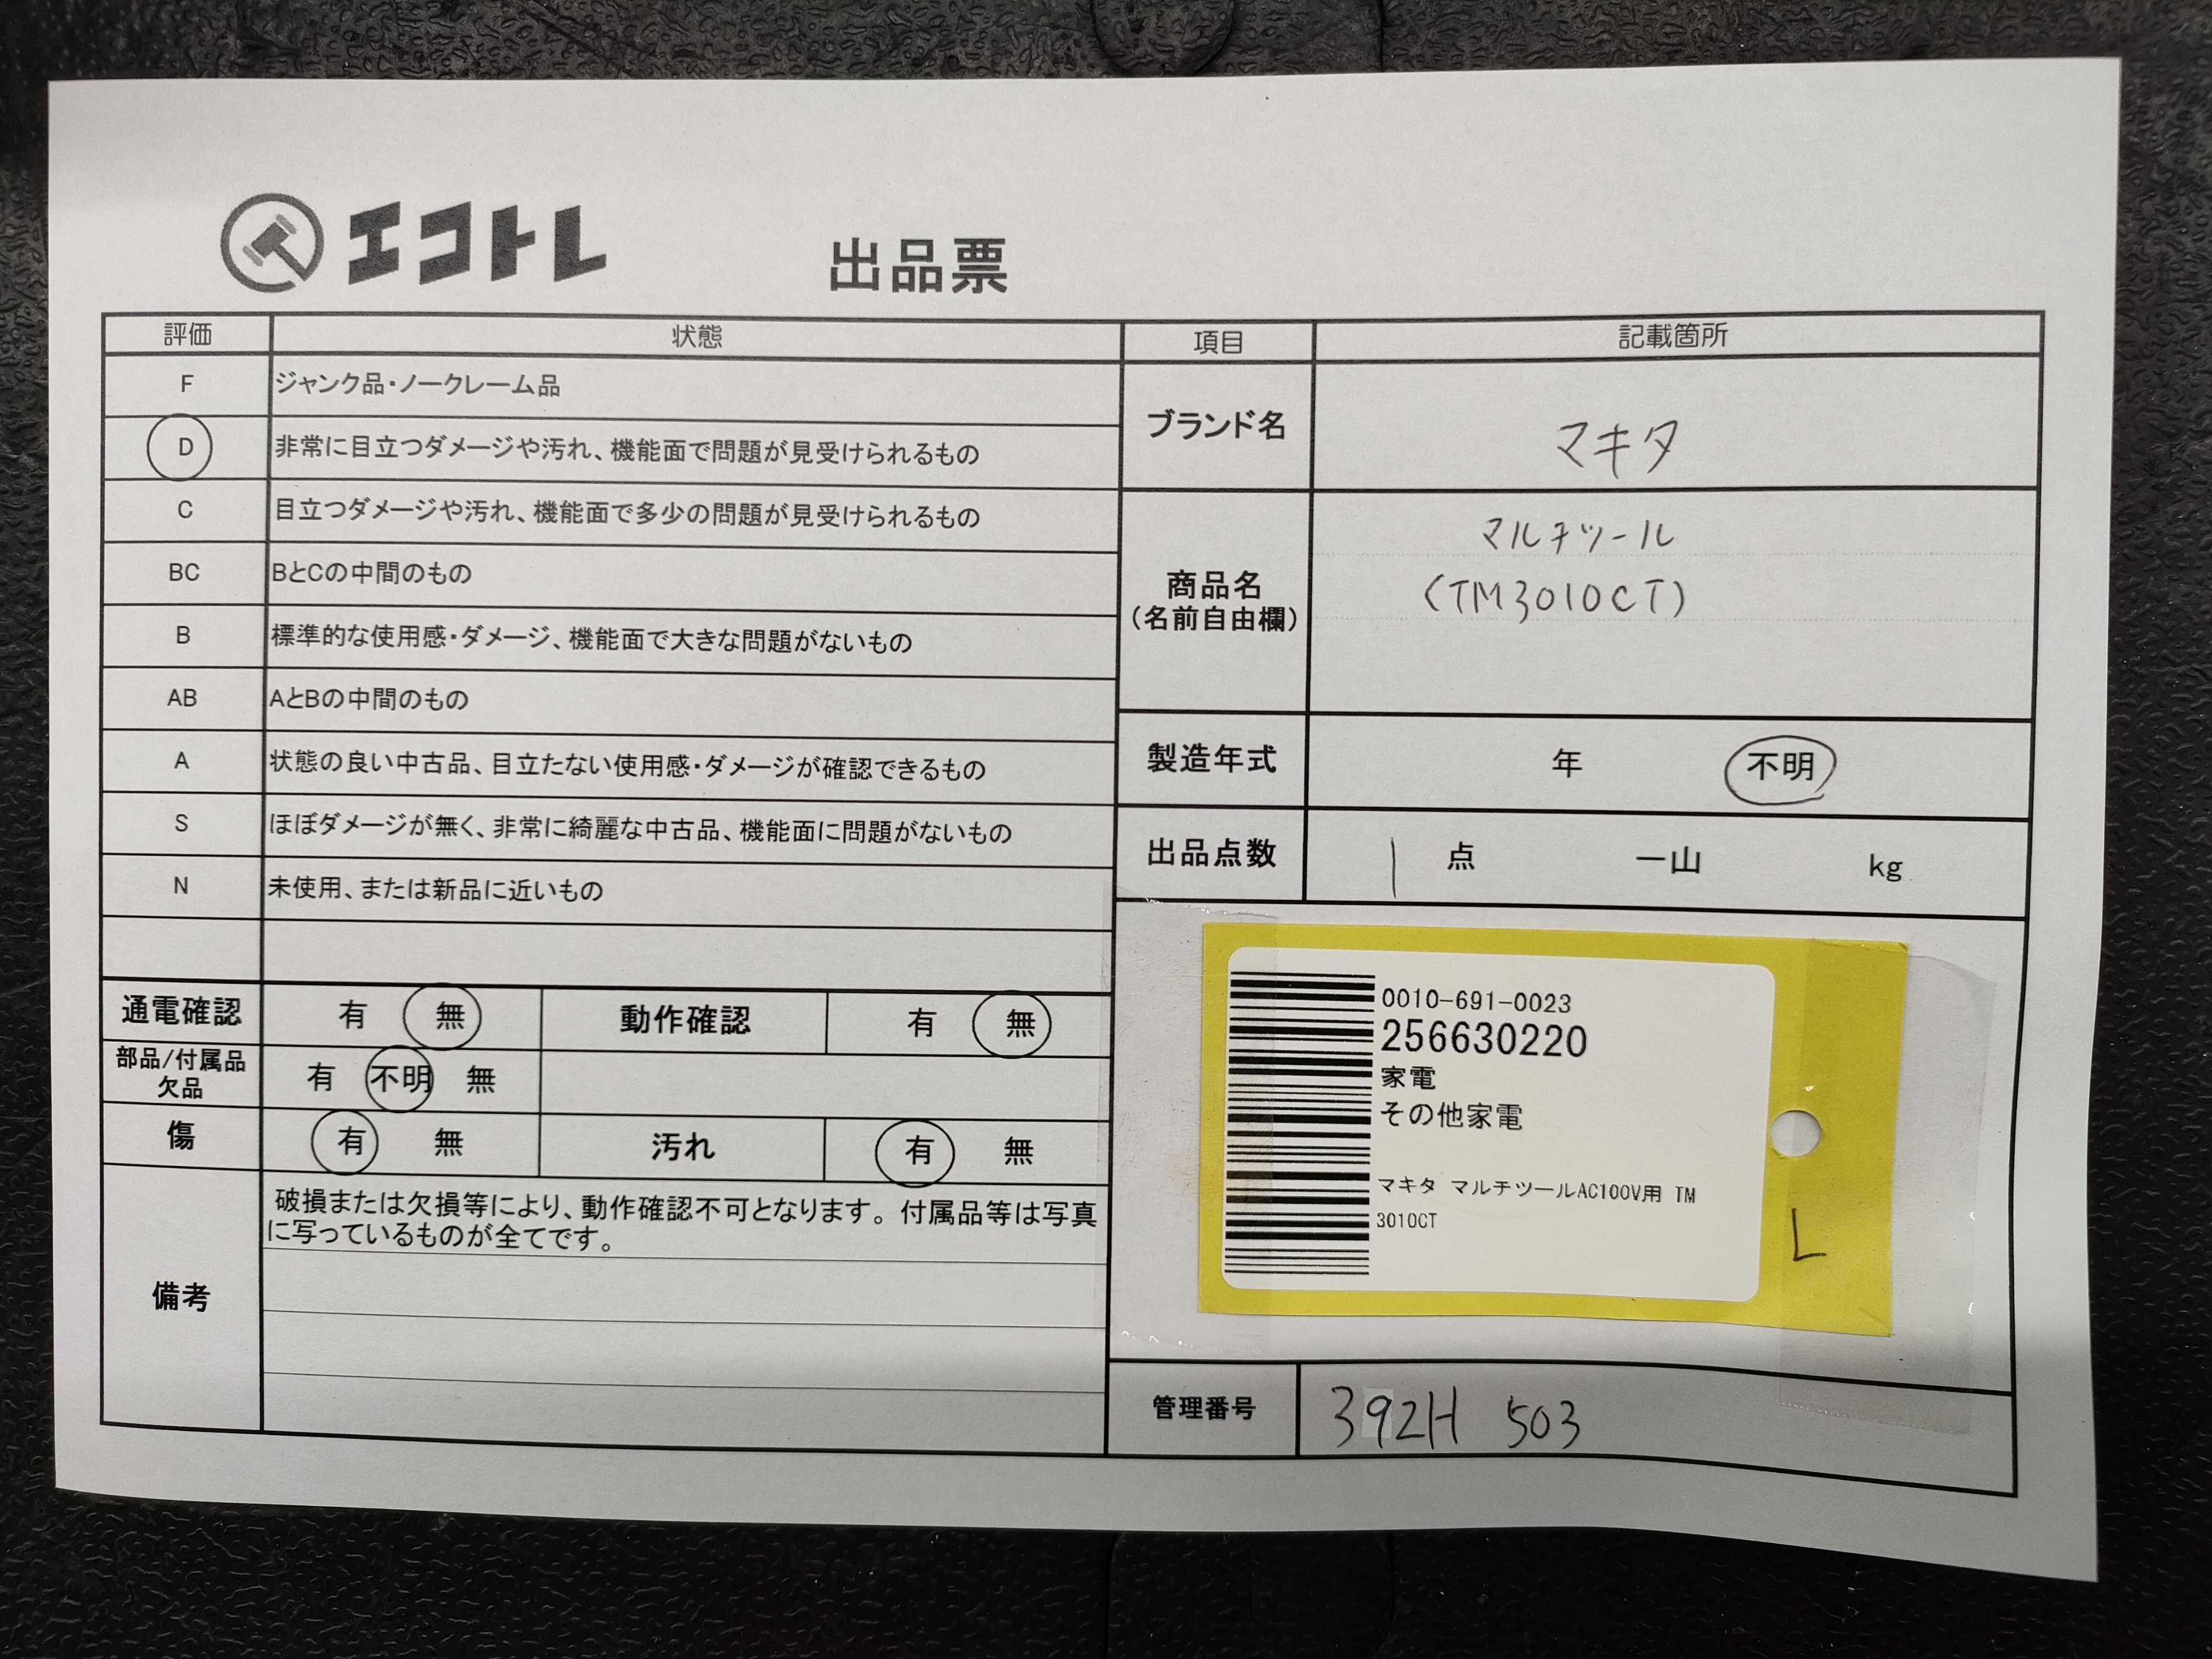 エコトレ
出品票
評価 状態
F ジャンク品・ノークレーム品
D 非常に目立つダメージや汚れ、機能面で問題が見受けられるもの
C 目立つダメージや汚れ、機能面で多少の問題が見受けられるもの
BC BとCの中間のもの
B 標準的な使用感・ダメージ、機能面で大きな問題がないもの
AB AとBの中間のもの
A 状態の良い中古品、目立たない使用感・ダメージが確認できるもの
S ほぼダメージが無く、非常に綺麗な中古品、機能面に問題がないもの
N 未使用、または新品に近いもの
通電確認 有 無 動作確認 有 無
部品/付属品
欠品
有 不明 無
傷 有 無 汚れ 有 無
備考
破損または欠損等により、動作確認不可となります。付属品等は写真
に写っているものが全てです。
項目 記載箇所
ブランド名 マキタ
商品名
(名前自由欄)
マルチツール
(TM3010CT)
製造年式 年 不明
出品点数 1 点 一山 kg
0010-691-0023
256630220
家電
その他家電
マキタ マルチツールAC100V用 TM
3010CT
L
管理番号 392H 503